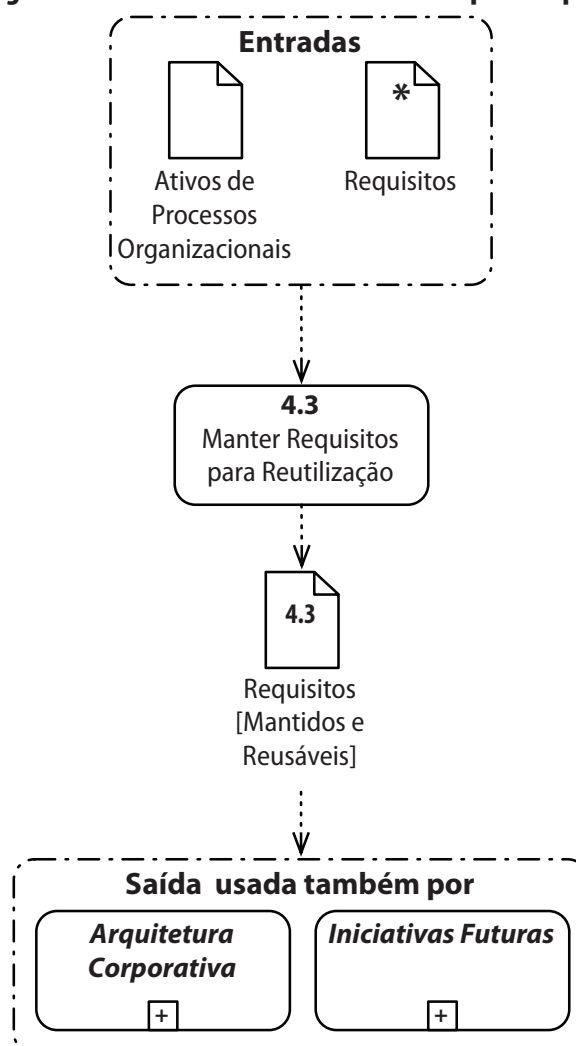 Entradas
*
Ativos de
Processos
Organizacionais
Requisitos
4.3
Manter Requisitos
para Reutilização
4.3
Requisitos
[Mantidos e
Reusáveis]
Saída usada também por
Arquitetura
Corporativa
+
Iniciativas Futuras
+